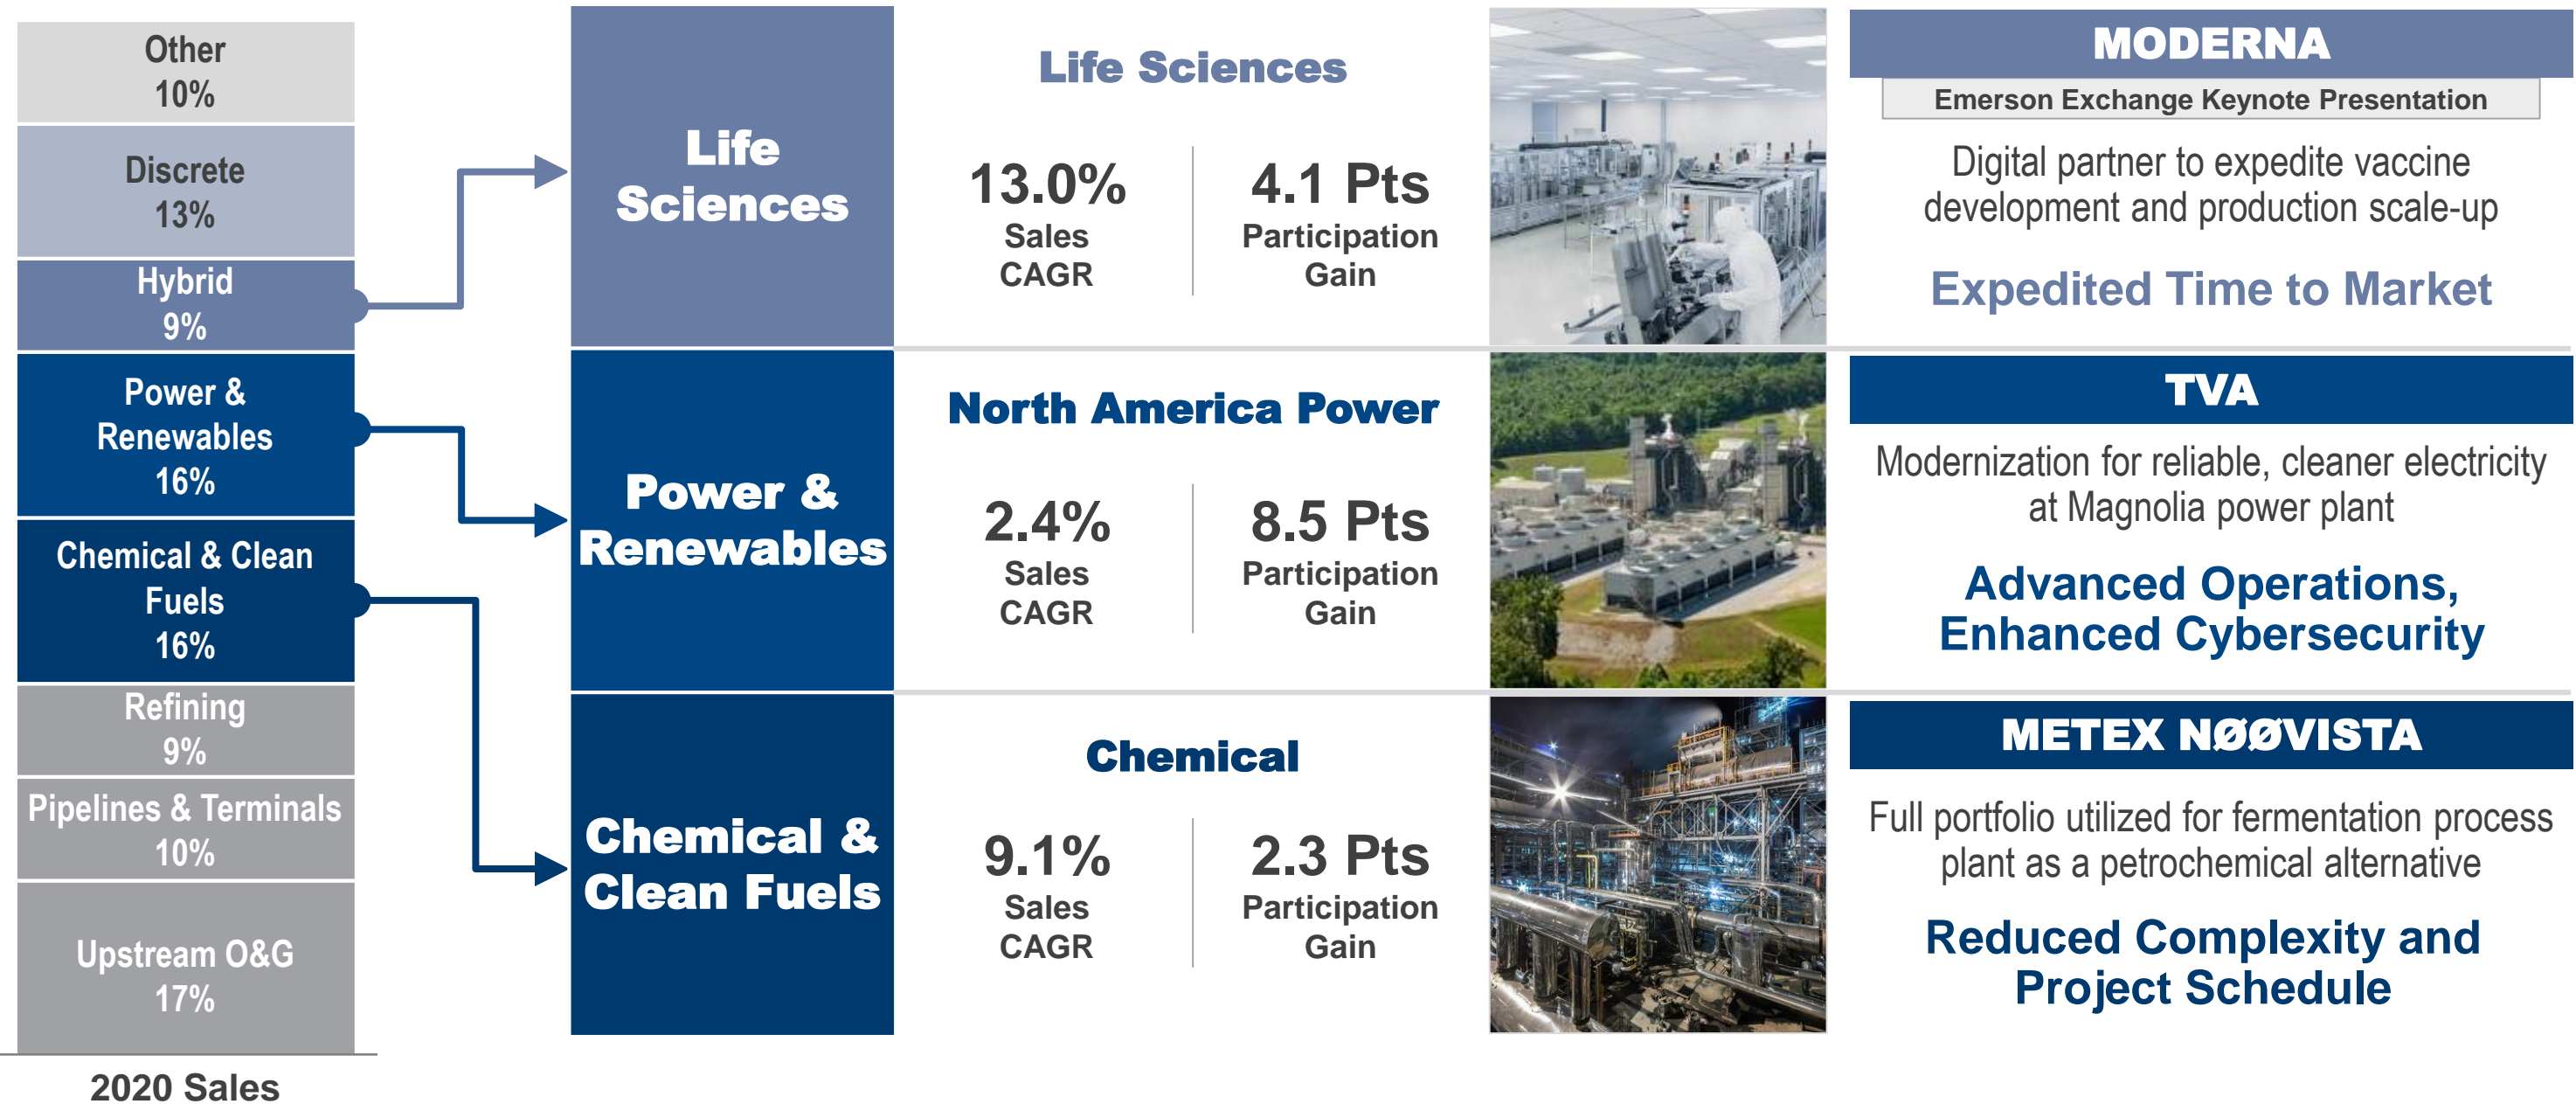 Other
10%
Discrete
13%
Hybrid
9%
Power &
Renewables
16%
Chemical & Clean
Fuels
16%
Refining
9%
Pipelines & Terminals
10%
Upstream O&G
17%
2020 Sales
Life
Sciences
Life Sciences
13.0%
Sales
CAGR
4.1 Pts
Participation
Gain
MODERNA
Emerson Exchange Keynote Presentation
Digital partner to expedite vaccine
development and production scale-up
Expedited Time to Market
Power &
Renewables
North America Power
2.4%
Sales
CAGR
8.5 Pts
Participation
Gain
TVA
Modernization for reliable, cleaner electricity
at Magnolia power plant
Advanced Operations,
Enhanced Cybersecurity
Chemical &
Clean Fuels
Chemical
9.1%
Sales
CAGR
2.3 Pts
Participation
Gain
METEX NØØVISTA
Full portfolio utilized for fermentation process
plant as a petrochemical alternative
Reduced Complexity and
Project Schedule